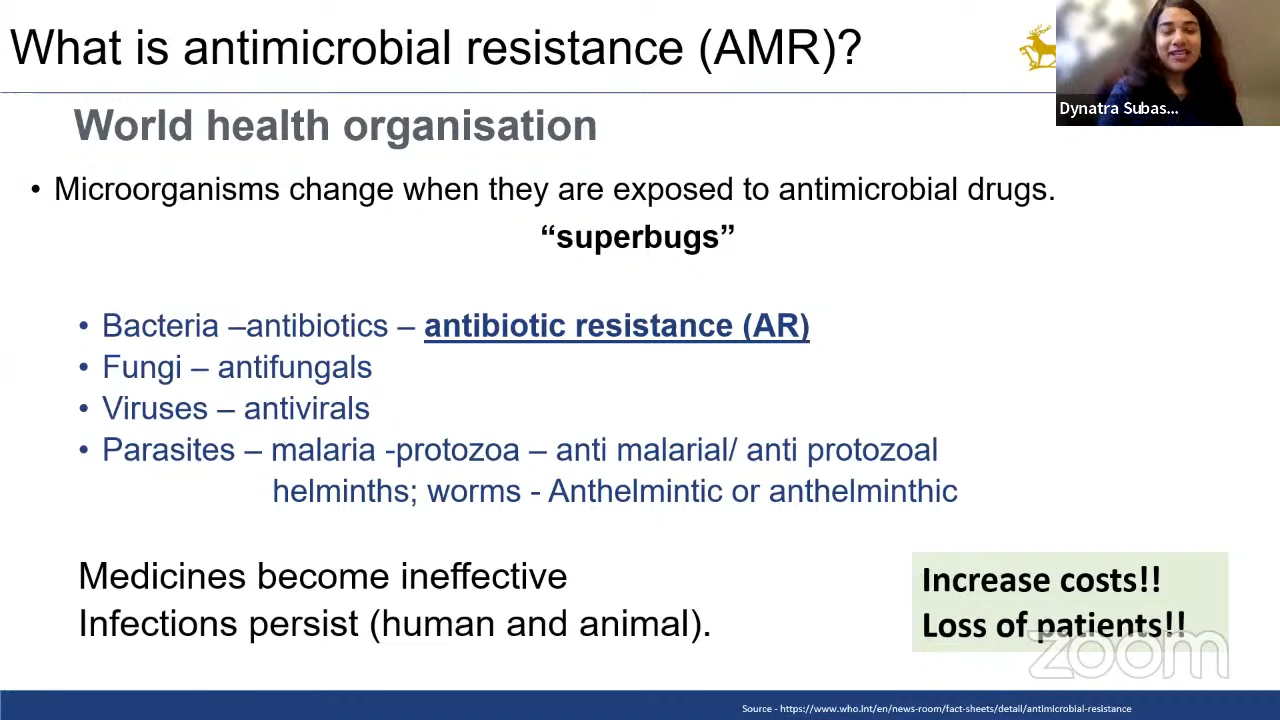 What is antimicrobial resistance (AMR)?
Dynatra Subas...
World health organisation
• Microorganisms change when they are exposed to antimicrobial drugs.
“superbugs”
• Bacteria –antibiotics – antibiotic resistance (AR)
• Fungi – antifungals
• Viruses – antivirals
• Parasites – malaria -protozoa – anti malarial/ anti protozoal
helminths; worms - Anthelmintic or anthelminthic
Medicines become ineffective
Infections persist (human and animal).
Increase costs!!
Loss of patients!!
zoom
Source - https://www.who.int/en/news-room/fact-sheets/detail/antimicrobial-resistance